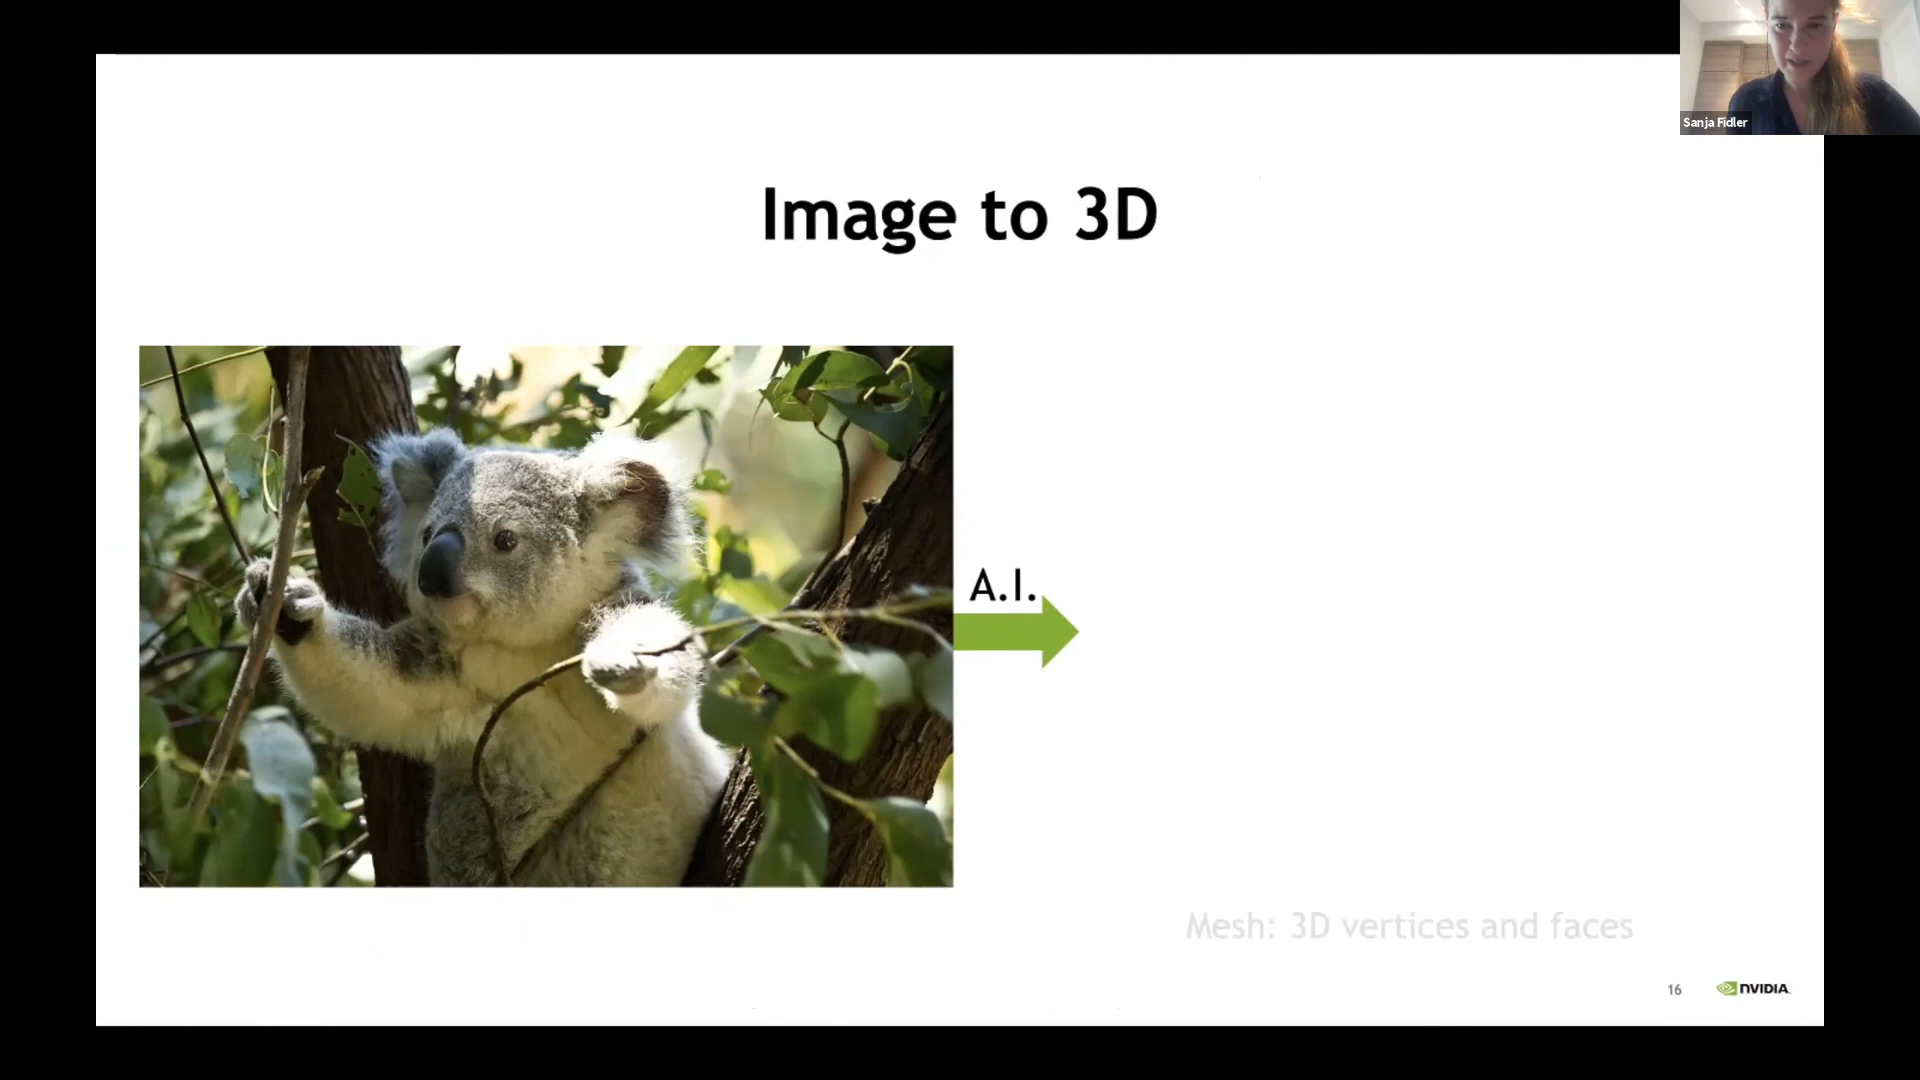 Sanja Fidler
Image to 3D
A.I.
Mesh: 3D vertices and faces
16
NVIDIA.